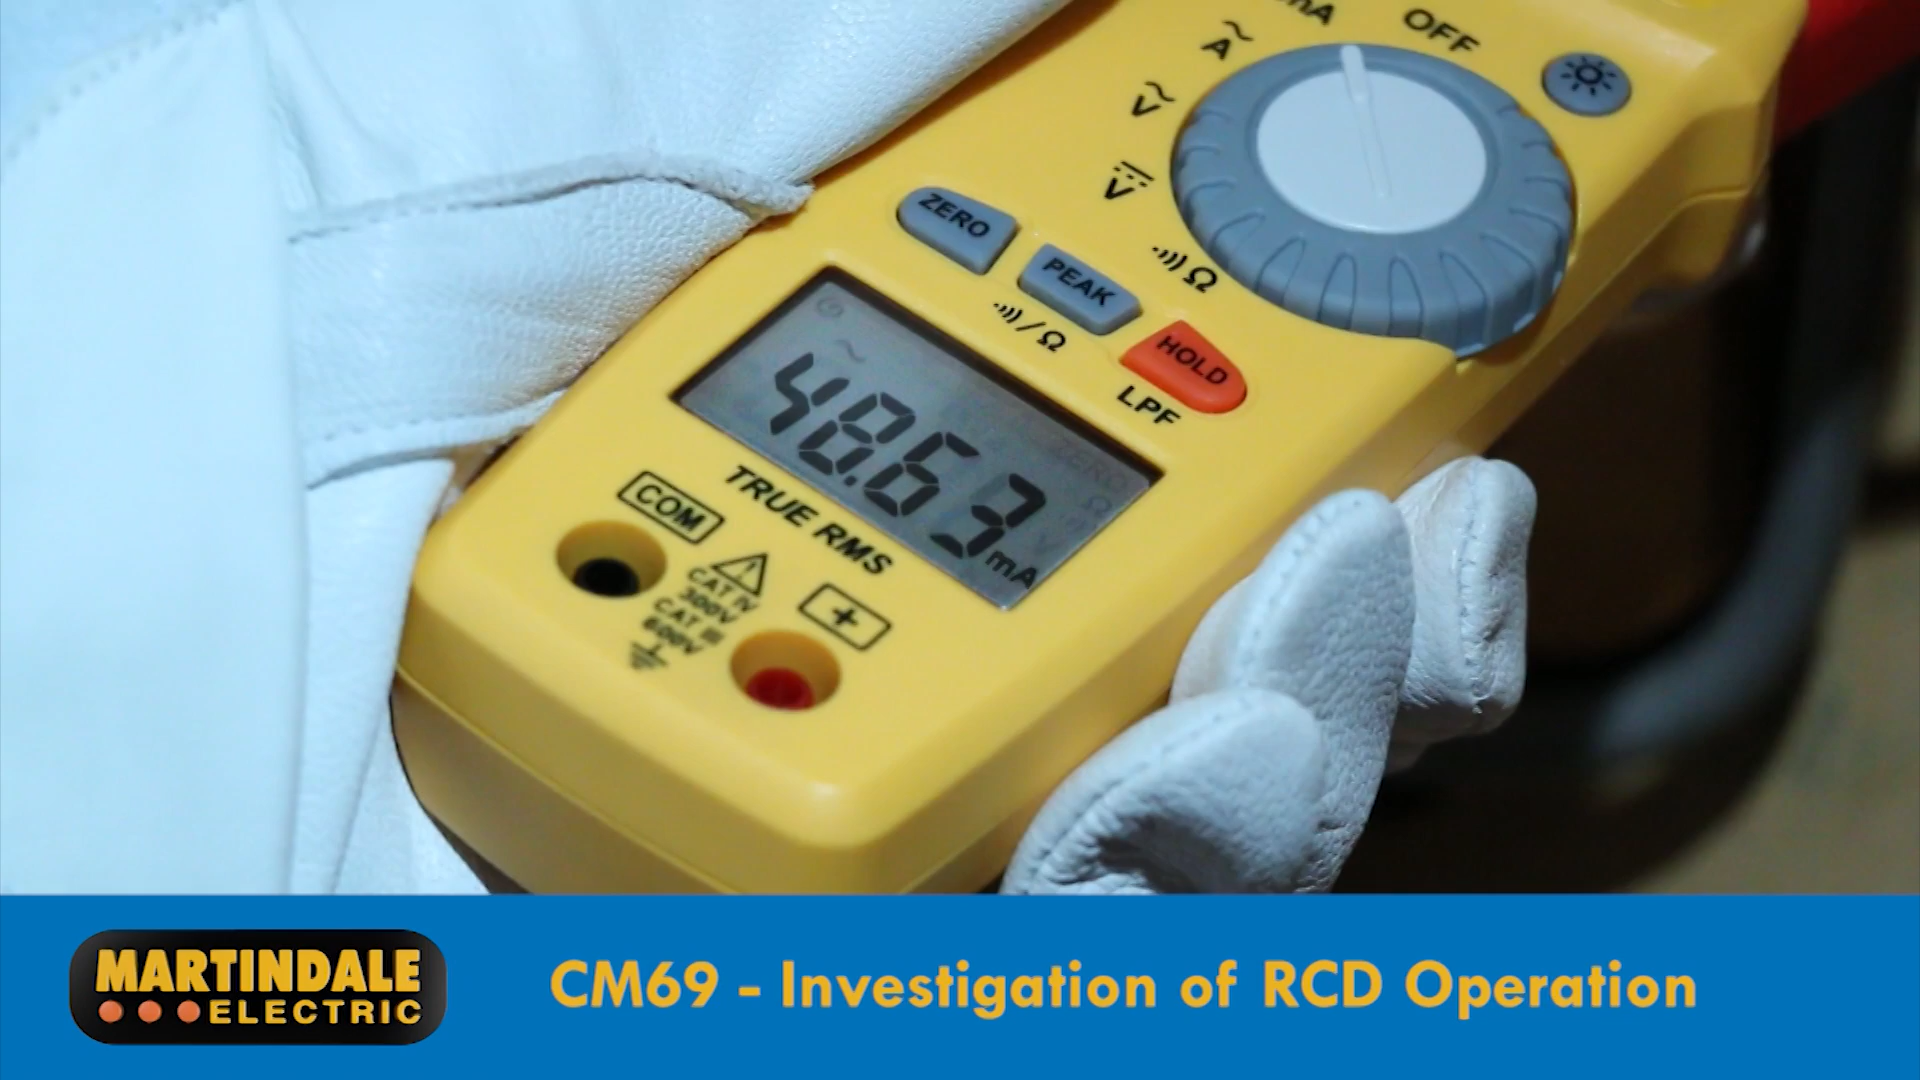 mA
OFF
A
V
V
Ω
ZERO
PEAK
/Ω
HOLD
LPF
48.63
mA
TRUE RMS
COM
CAT IV
300V
CAT III
600V
+
MARTINDALE
ELECTRIC
CM69 - Investigation of RCD Operation